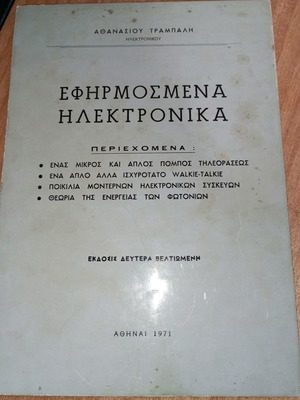 ΑΘΑΝΑΣΙΟΥ ΤΡΑΜΠΑΛΗ
ΗΛΕΚΤΡΟΝΙΚΟΥ
ΕΦΗΡΜΟΣΜΕΝΑ
ΗΛΕΚΤΡΟΝΙΚΑ
ΠΕΡΙΕΧΟΜΕΝΑ :
• ΕΝΑΣ ΜΙΚΡΟΣ ΚΑΙ ΑΠΛΟΣ ΠΟΜΠΟΣ ΤΗΛΕΟΡΑΣΕΩΣ
• ΕΝΑ ΑΠΛΟ ΑΛΛΑ ΙΣΧΥΡΟΤΑΤΟ WALKIE-TALKIE
• ΠΟΙΚΙΛΙΑ ΜΟΝΤΕΡΝΩΝ ΗΛΕΚΤΡΟΝΙΚΩΝ ΣΥΣΚΕΥΩΝ
• ΘΕΩΡΙΑ ΤΗΣ ΕΝΕΡΓΕΙΑΣ ΤΩΝ ΦΩΤΟΝΙΩΝ
ΕΚΔΟΣΙΣ ΔΕΥΤΕΡΑ ΒΕΛΤΙΩΜΕΝΗ
ΑΘΗΝΑΙ 1971